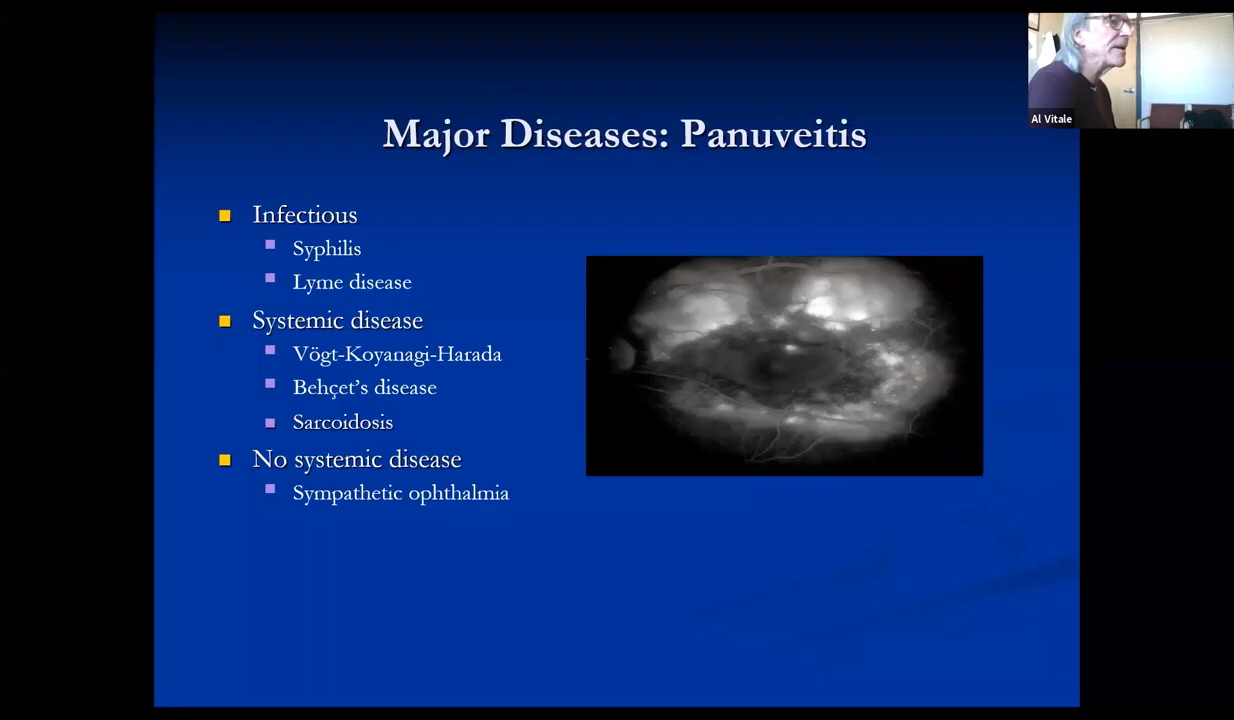 Al Vitale
Major Diseases: Panuveitis
Infectious
Syphilis
Lyme disease
Systemic disease
Vögt-Koyanagi-Harada
Behçet's disease
Sarcoidosis
No systemic disease
Sympathetic ophthalmia